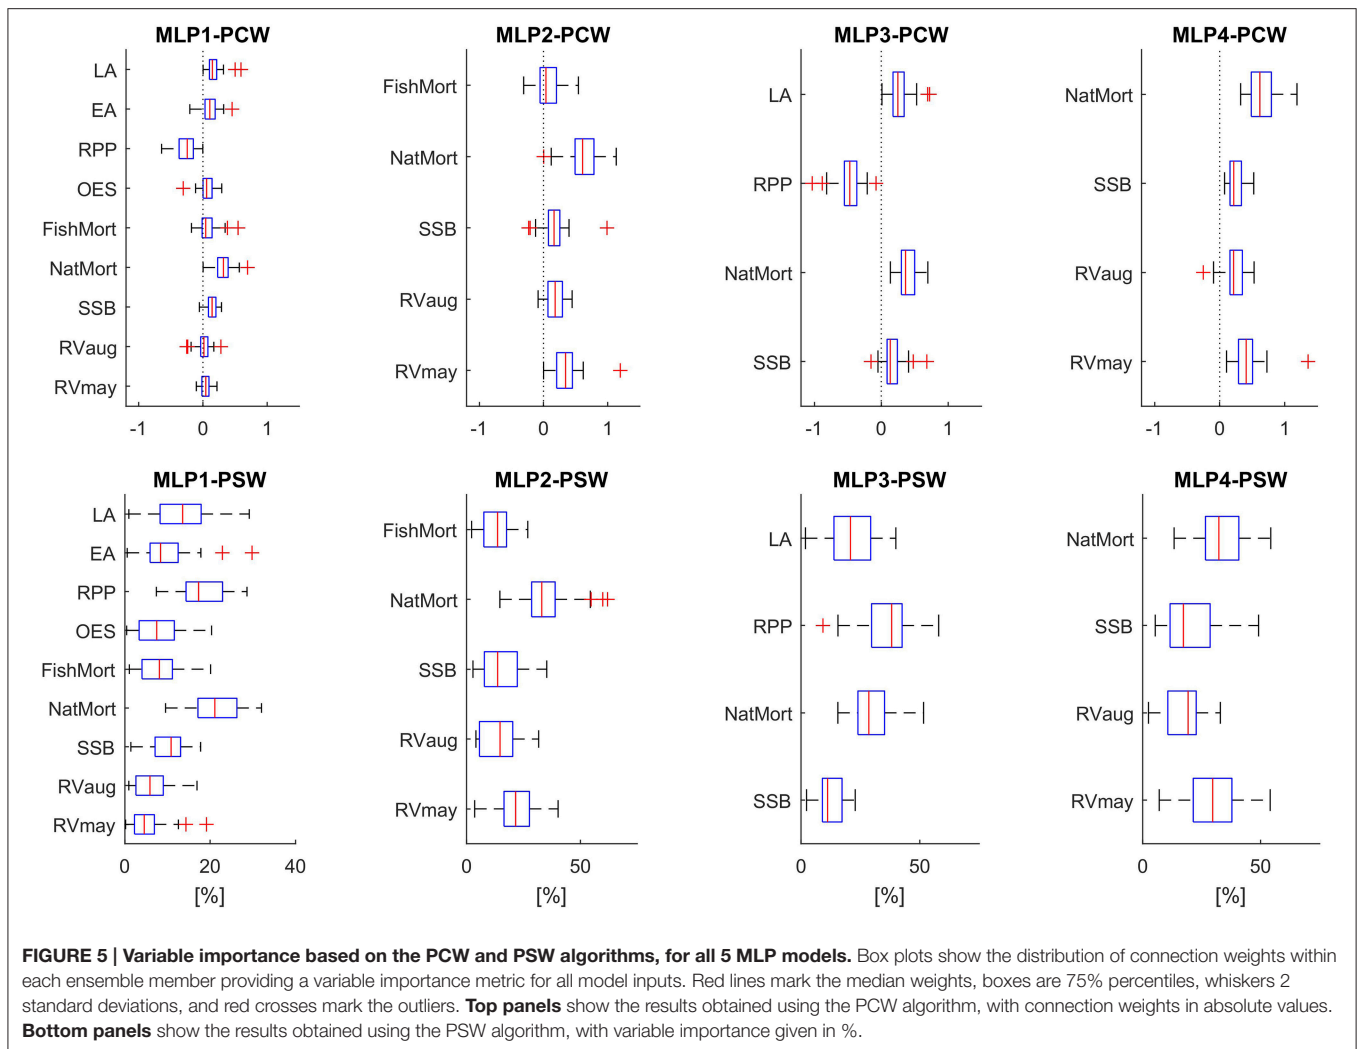 MLP1-PCW
LA
EA
RPP
OES
FishMort
NatMort
SSB
RVaug
RVmay
-1 0 1
MLP2-PCW
FishMort
NatMort
SSB
RVaug
RVmay
-1 0 1
MLP3-PCW
LA
RPP
NatMort
SSB
-1 0 1
MLP4-PCW
NatMort
SSB
RVaug
RVmay
-1 0 1
MLP1-PSW
LA
EA
RPP
OES
FishMort
NatMort
SSB
RVaug
RVmay
0 20 40
[%]
MLP2-PSW
FishMort
NatMort
SSB
RVaug
RVmay
0 50
[%]
MLP3-PSW
LA
RPP
NatMort
SSB
0 50
[%]
MLP4-PSW
NatMort
SSB
RVaug
RVmay
0 50
[%]
FIGURE 5 | Variable importance based on the PCW and PSW algorithms, for all 5 MLP models. Box plots show the distribution of connection weights within
each ensemble member providing a variable importance metric for all model inputs. Red lines mark the median weights, boxes are 75% percentiles, whiskers 2
standard deviations, and red crosses mark the outliers. Top panels show the results obtained using the PCW algorithm, with connection weights in absolute values.
Bottom panels show the results obtained using the PSW algorithm, with variable importance given in %.